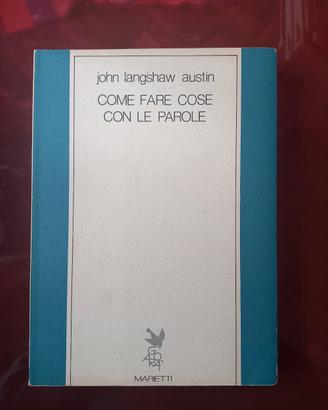 john langshaw austin
COME FARE COSE
CON LE PAROLE
MARIETTI